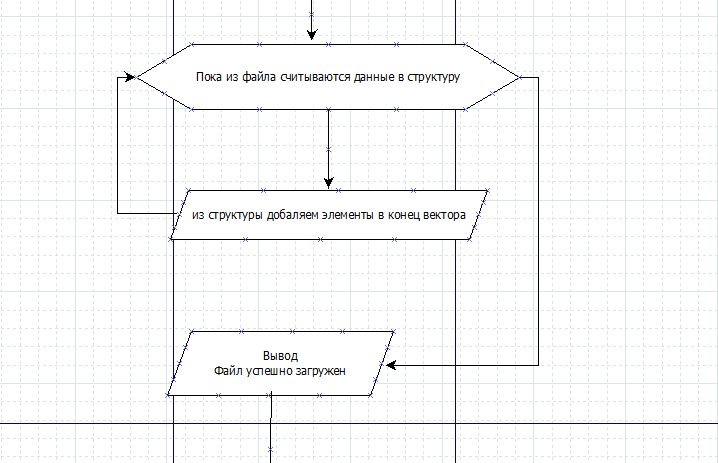 Пока из файла считываются данные в структуру
из структуры добаляем элементы в конец вектора
Вывод
Файл успешно загружен